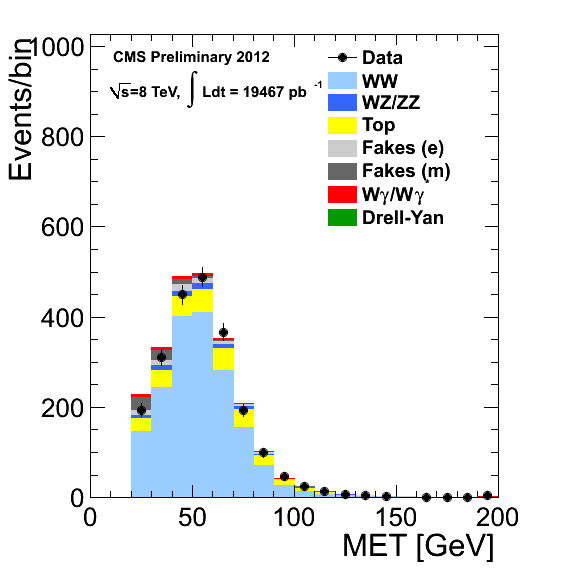 Events/bin
1000
800
600
400
200
0
CMS Preliminary 2012
√s=8 TeV, ∫ Ldt = 19467 pb⁻¹
Data
WW
WZ/ZZ
Top
Fakes (e)
Fakes (m)
Wγ/Wγ*
Drell-Yan
0 50 100 150 200
MET [GeV]